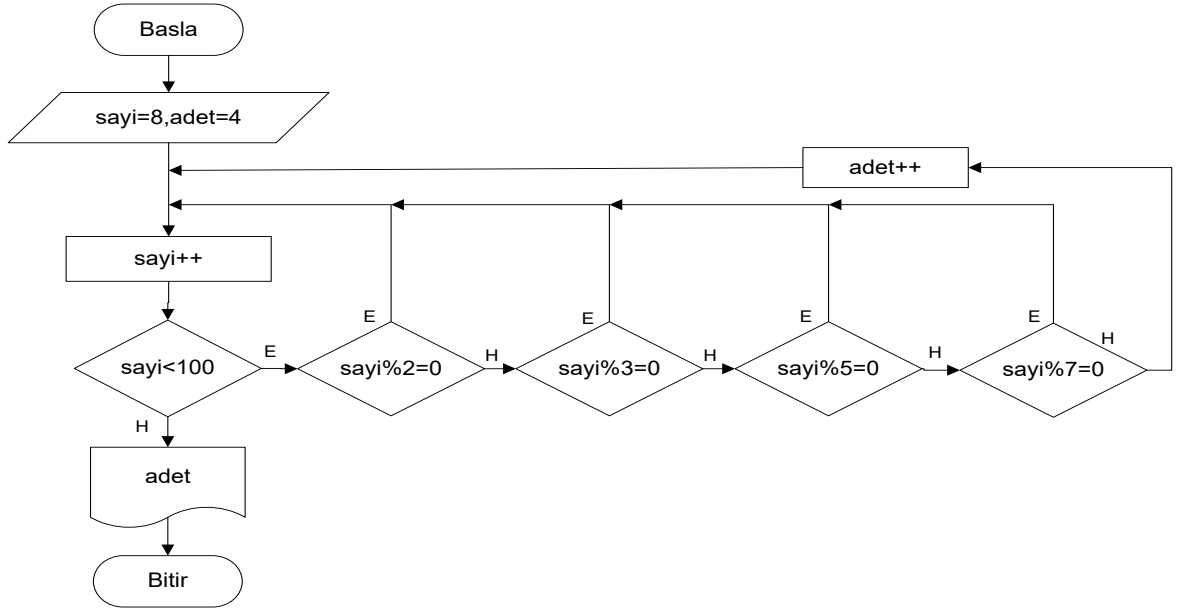 Basla
sayi=8,adet=4
adet++
sayi++
sayi<100
E
H
sayi%2=0
E
H
sayi%3=0
E
H
sayi%5=0
E
H
sayi%7=0
E
H
adet
Bitir